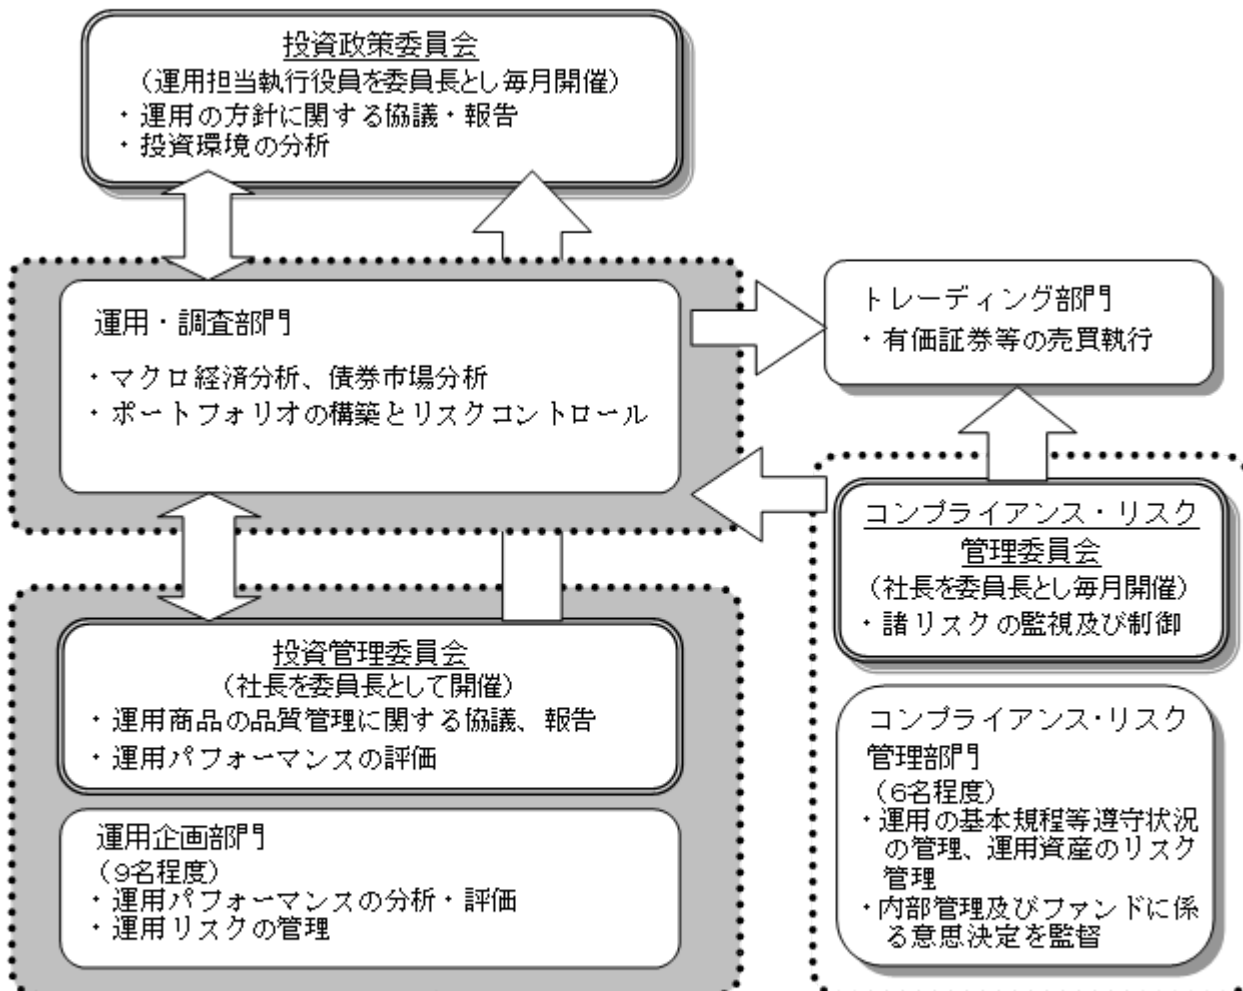 投資政策委員会
（運用担当執行役員を委員長とし毎月開催）
・運用の方針に関する協議・報告
・投資環境の分析
運用・調査部門
・マクロ経済分析、債券市場分析
・ポートフォリオの構築とリスクコントロール
トレーディング部門
・有価証券等の売買執行
コンプライアンス・リスク
管理委員会
（社長を委員長とし毎月開催）
・諸リスクの監視及び制御
投資管理委員会
（社長を委員長として開催）
・運用商品の品質管理に関する協議、報告
・運用パフォーマンスの評価
運用企画部門
（9名程度）
・運用パフォーマンスの分析・評価
・運用リスクの管理
コンプライアンス・リスク
管理部門
（6名程度）
・運用の基本規程等遵守状況
の管理、運用資産のリスク
管理
・内部管理及びファンドに係
る意思決定を監督